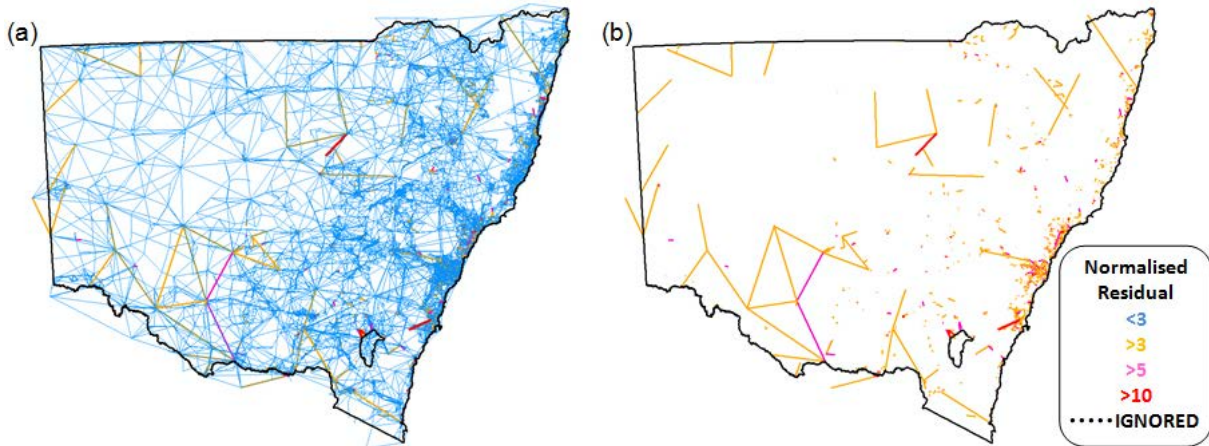 (a)
(b)
Normalised
Residual
<3
>3
>5
>10
•••••IGNORED